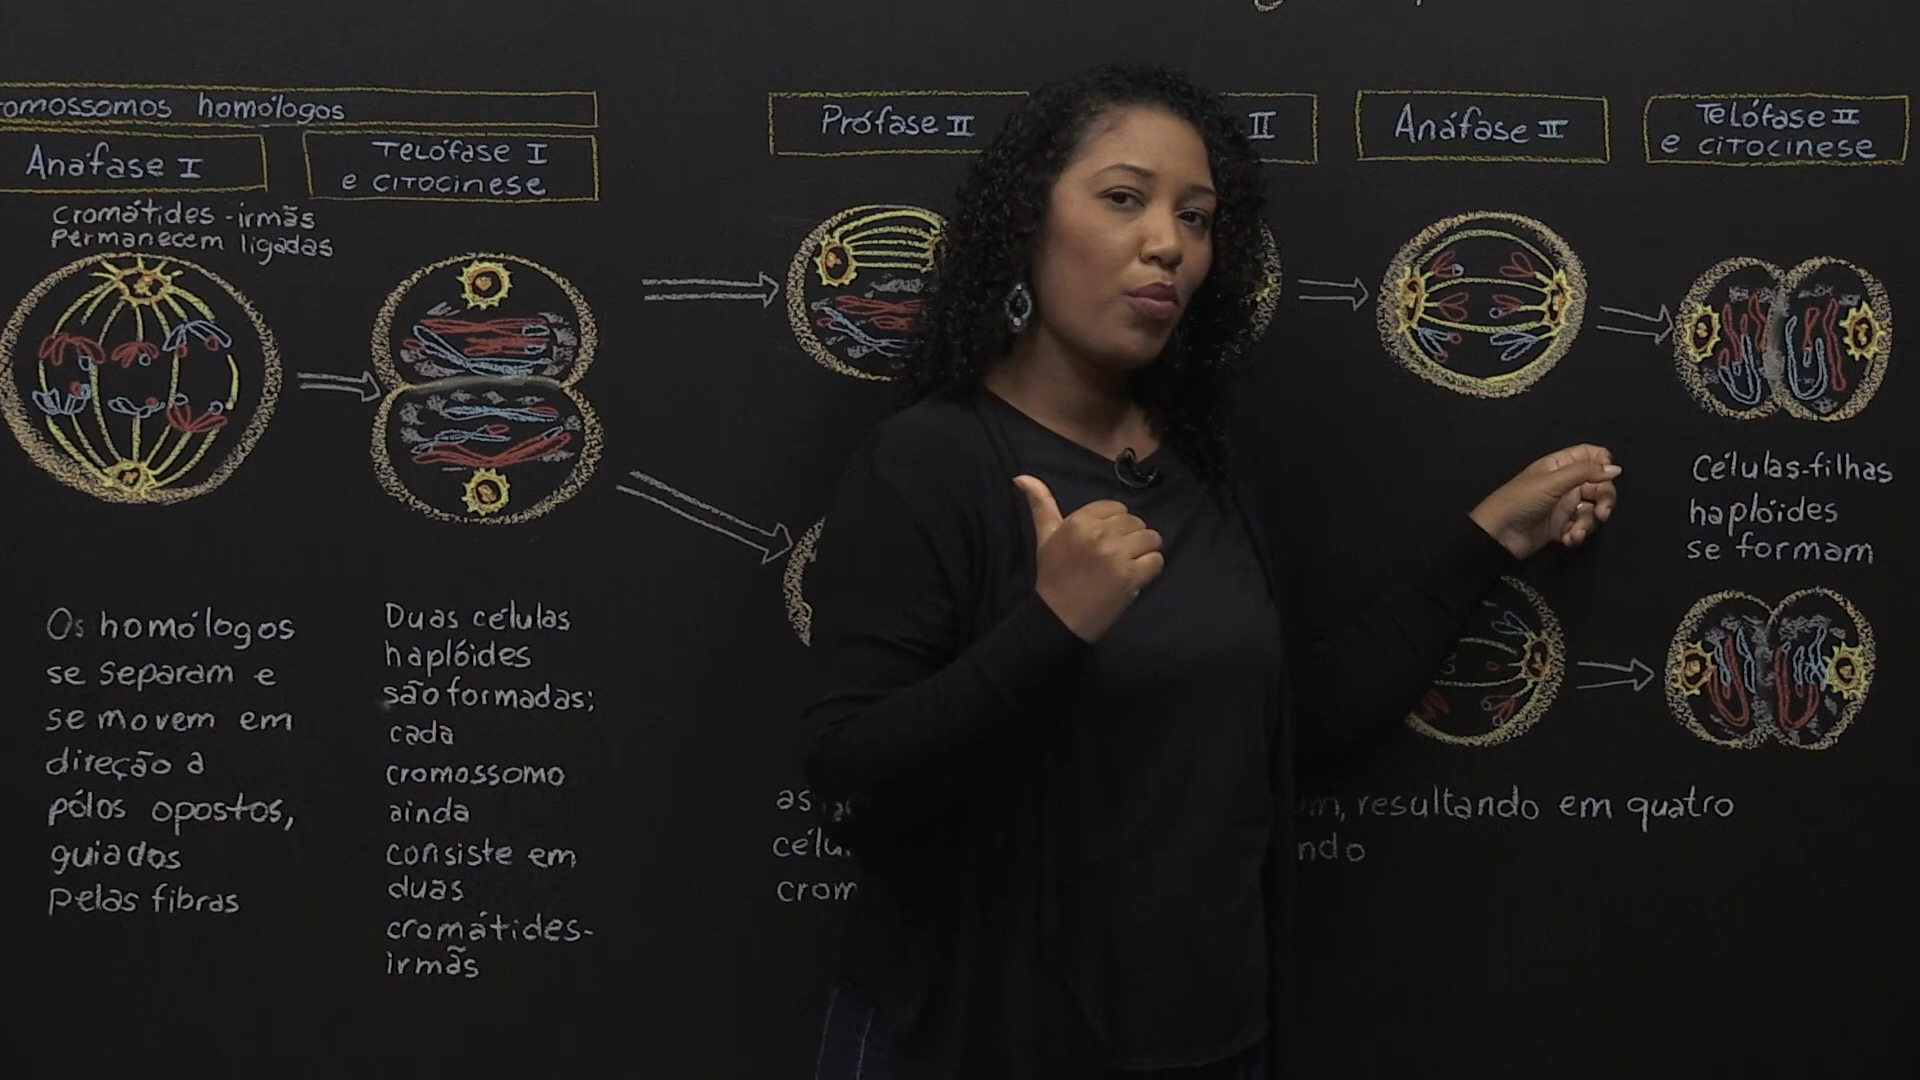 omossomos homólogos
Anáfase I
Telófase I
e citocinese
Prófase II
II
Anáfase II
Telófase II
e citocinese
cromátides-irmãs
permanecem ligadas
Os homólogos
se separam e
se movem em
direção a
pólos opostos,
guiados
pelas fibras
Duas células
haplóides
são formadas;
cada
cromossomo
ainda
consiste em
duas
cromátides-
irmãs
Células-filhas
haplóides
se formam
as
resultando em quatro
célu
ndo
crom